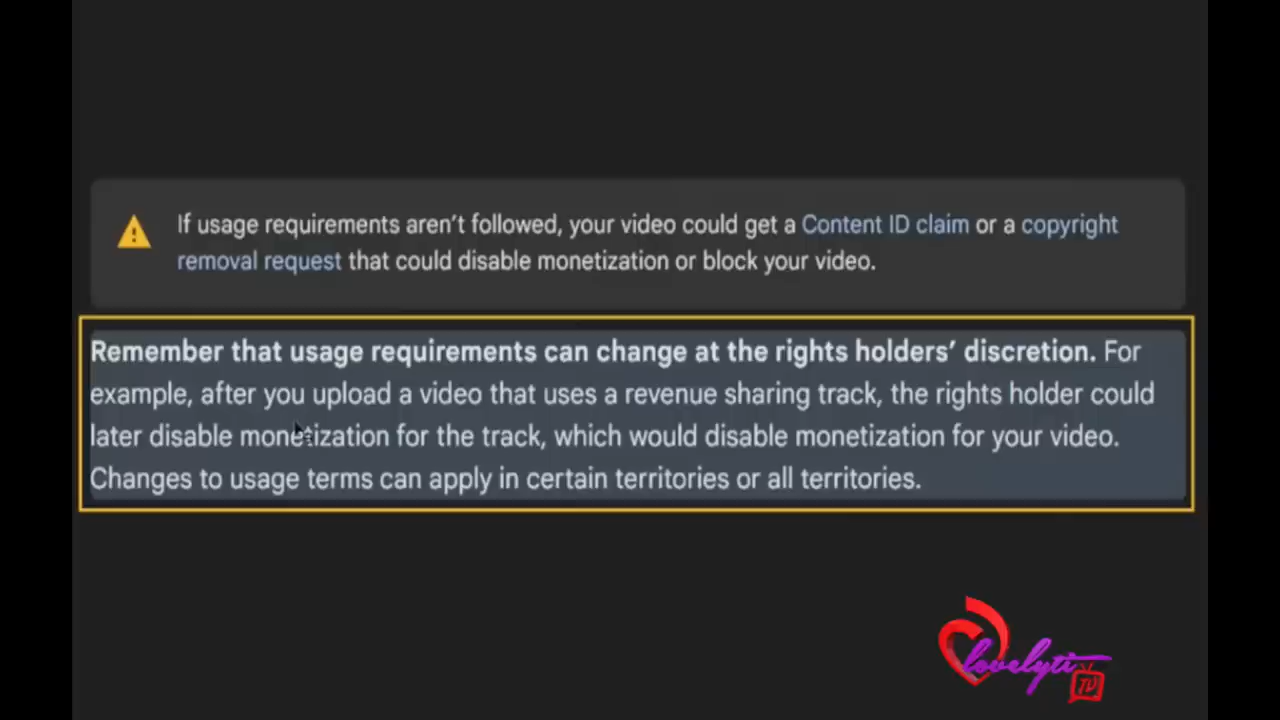 If usage requirements aren't followed, your video could get a Content ID claim or a copyright
removal request that could disable monetization or block your video.
Remember that usage requirements can change at the rights holders' discretion. For
example, after you upload a video that uses a revenue sharing track, the rights holder could
later disable monetization for the track, which would disable monetization for your video.
Changes to usage terms can apply in certain territories or all territories.
lovelyti
TV